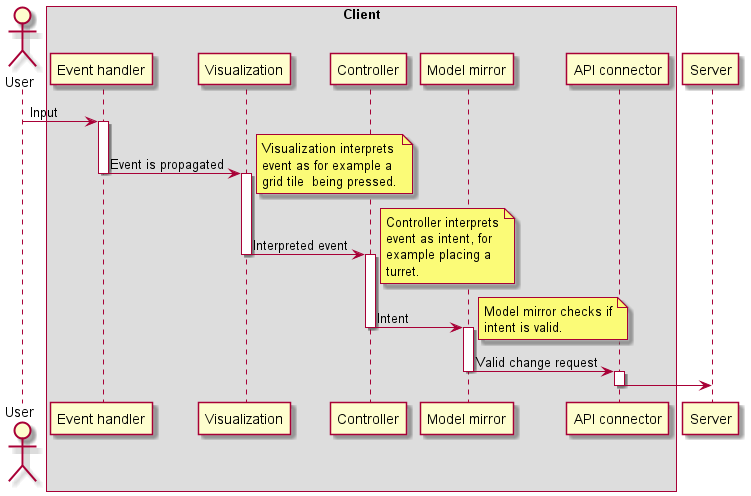 Client
User
Event handler
Visualization
Controller
Model mirror
API connector
Server
Input
Event is propagated
Visualization interprets
event as for example a
grid tile  being pressed.
Interpreted event
Controller interprets
event as intent, for
example placing a
turret.
Intent
Model mirror checks if
intent is valid.
Valid change request
User
Event handler
Visualization
Controller
Model mirror
API connector
Server